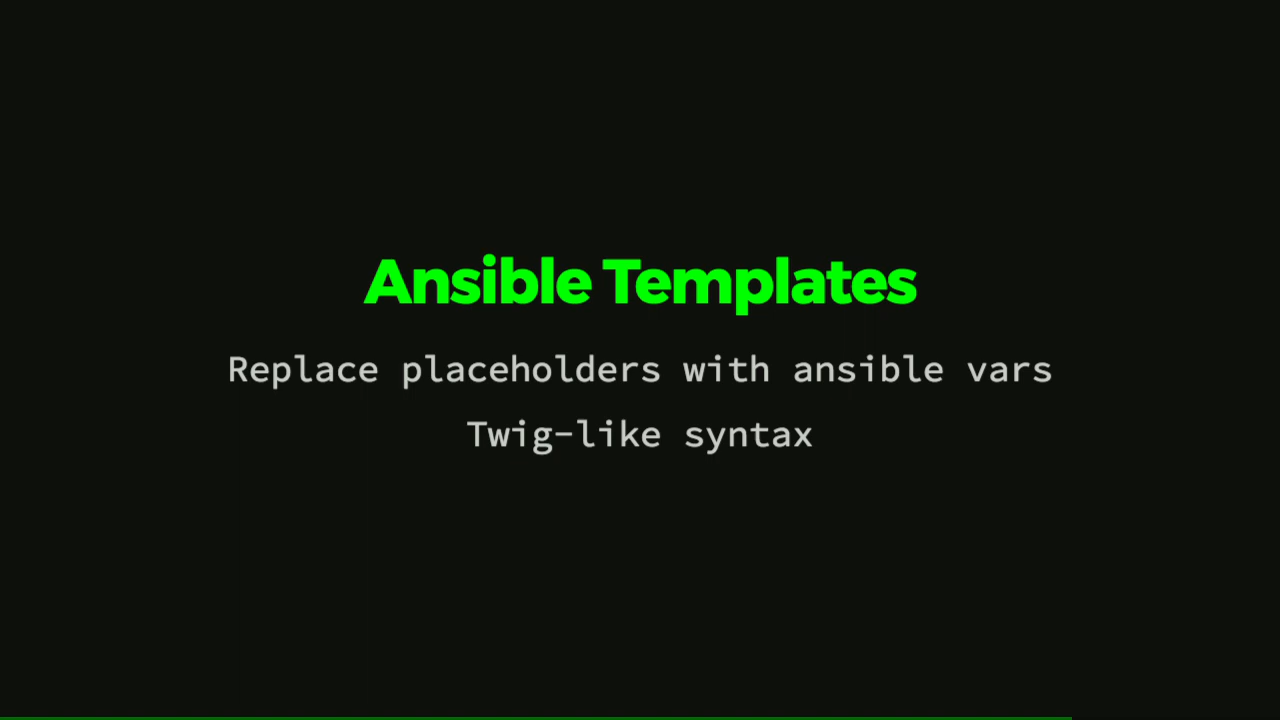 Ansible Templates
Replace placeholders with ansible vars
Twig-like syntax